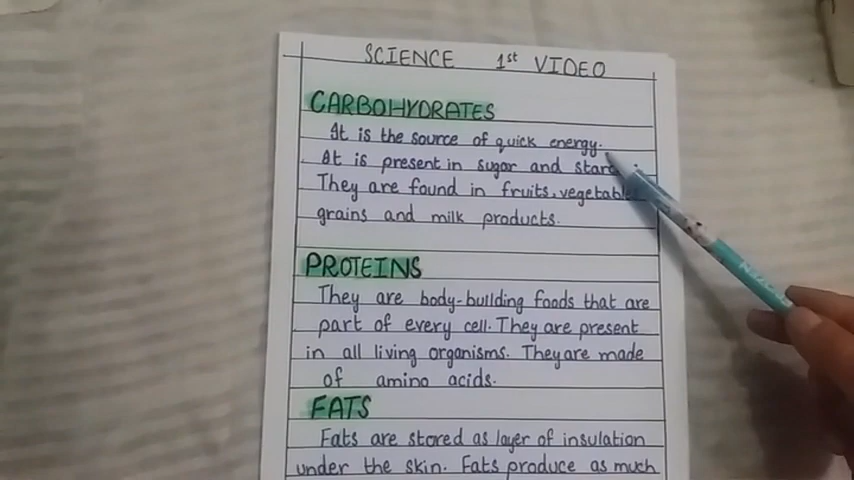 SCIENCE 1st VIDEO
CARBOHYDRATES
It is the source of quick energy.
It is present in sugar and starc
They are found in fruits, vegetable
grains and milk products.
PROTEINS
They are body-building foods that are
part of every cell. They are present
in all living organisms. They are made
of amino acids.
FATS
Fats are stored as layer of insulation
under the skin. Fats produce as much